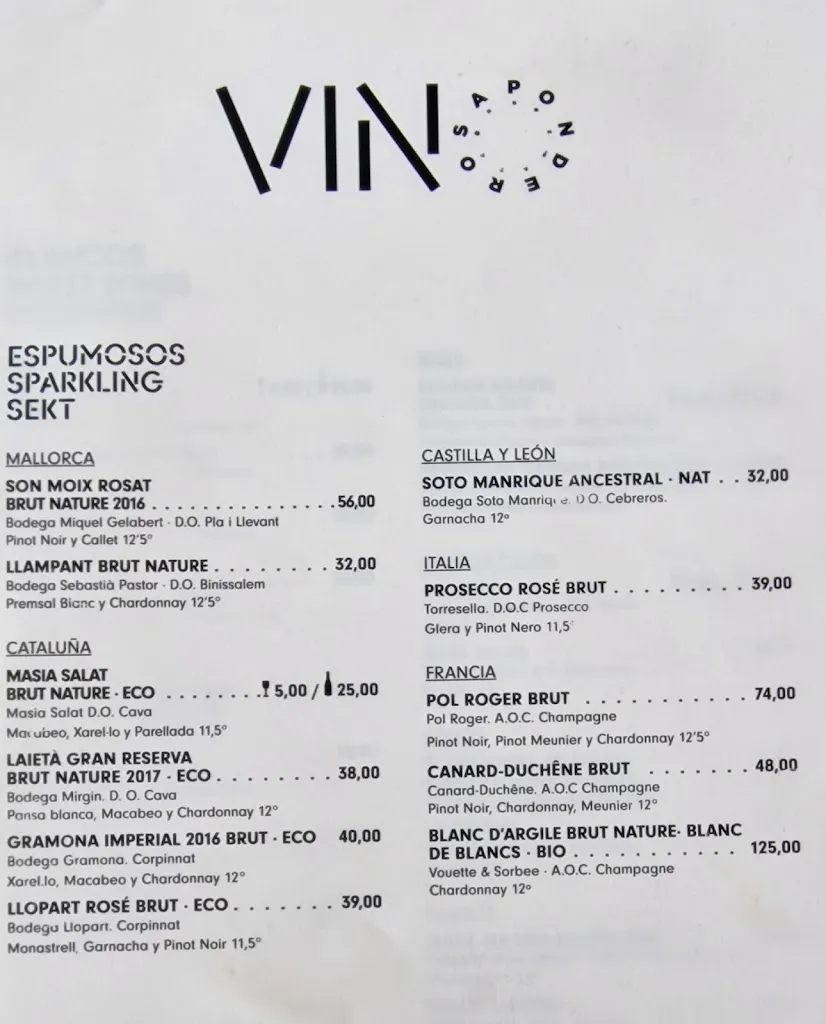 VINO
PONDEROSA
ESPUMOSOS
SPARKLING
SEKT
MALLORCA
SON MOIX ROSAT
BRUT NATURE 2016 . . . . . . . . . . . . . . . . 56,00
Bodega Miquel Gelabert · D.O. Pla i Llevant
Pinot Noir y Callet 12'5°
LLAMPANT BRUT NATURE . . . . . . . . 32,00
Bodega Sebastià Pastor · D.O. Binissalem
Premsal Blanc y Chardonnay 12'5°
CATALUÑA
MASIA SALAT
BRUT NATURE · ECO . . . . . . . . 5,00 / 25,00
Masia Salat D.O. Cava
Macubeo, Xarel·lo y Parellada 11,5°
LAIETÀ GRAN RESERVA
BRUT NATURE 2017 · ECO . . . . . . . . 38,00
Bodega Mirgin. D. O. Cava
Pansa blanca, Macabeo y Chardonnay 12°
GRAMONA IMPERIAL 2016 BRUT · ECO 40,00
Bodega Gramona. Corpinnat
Xarel.lo, Macabeo y Chardonnay 12°
LLOPART ROSÉ BRUT · ECO . . . . . . . 39,00
Bodega Llopart. Corpinnat
Monastrell, Garnacha y Pinot Noir 11,5°
CASTILLA Y LEÓN
SOTO MANRIQUE ANCESTRAL · NAT . . 32,00
Bodega Soto Manrique. D O. Cebreros.
Garnacha 12°
ITALIA
PROSECCO ROSÉ BRUT . . . . . . . . . 39,00
Torresella. D.O.C Prosecco
Glera y Pinot Nero 11,5°
FRANCIA
POL ROGER BRUT . . . . . . . . . . . 74,00
Pol Roger. A.O.C. Champagne
Pinot Noir, Pinot Meunier y Chardonnay 12'5°
CANARD-DUCHÊNE BRUT . . . . . . . 48,00
Canard-Duchêne. A.O.C Champagne
Pinot Noir, Chardonnay, Meunier 12°
BLANC D'ARGILE BRUT NATURE· BLANC
DE BLANCS · BIO . . . . . . . . . . . 125,00
Vouette & Sorbee · A.O.C. Champagne
Chardonnay 12°